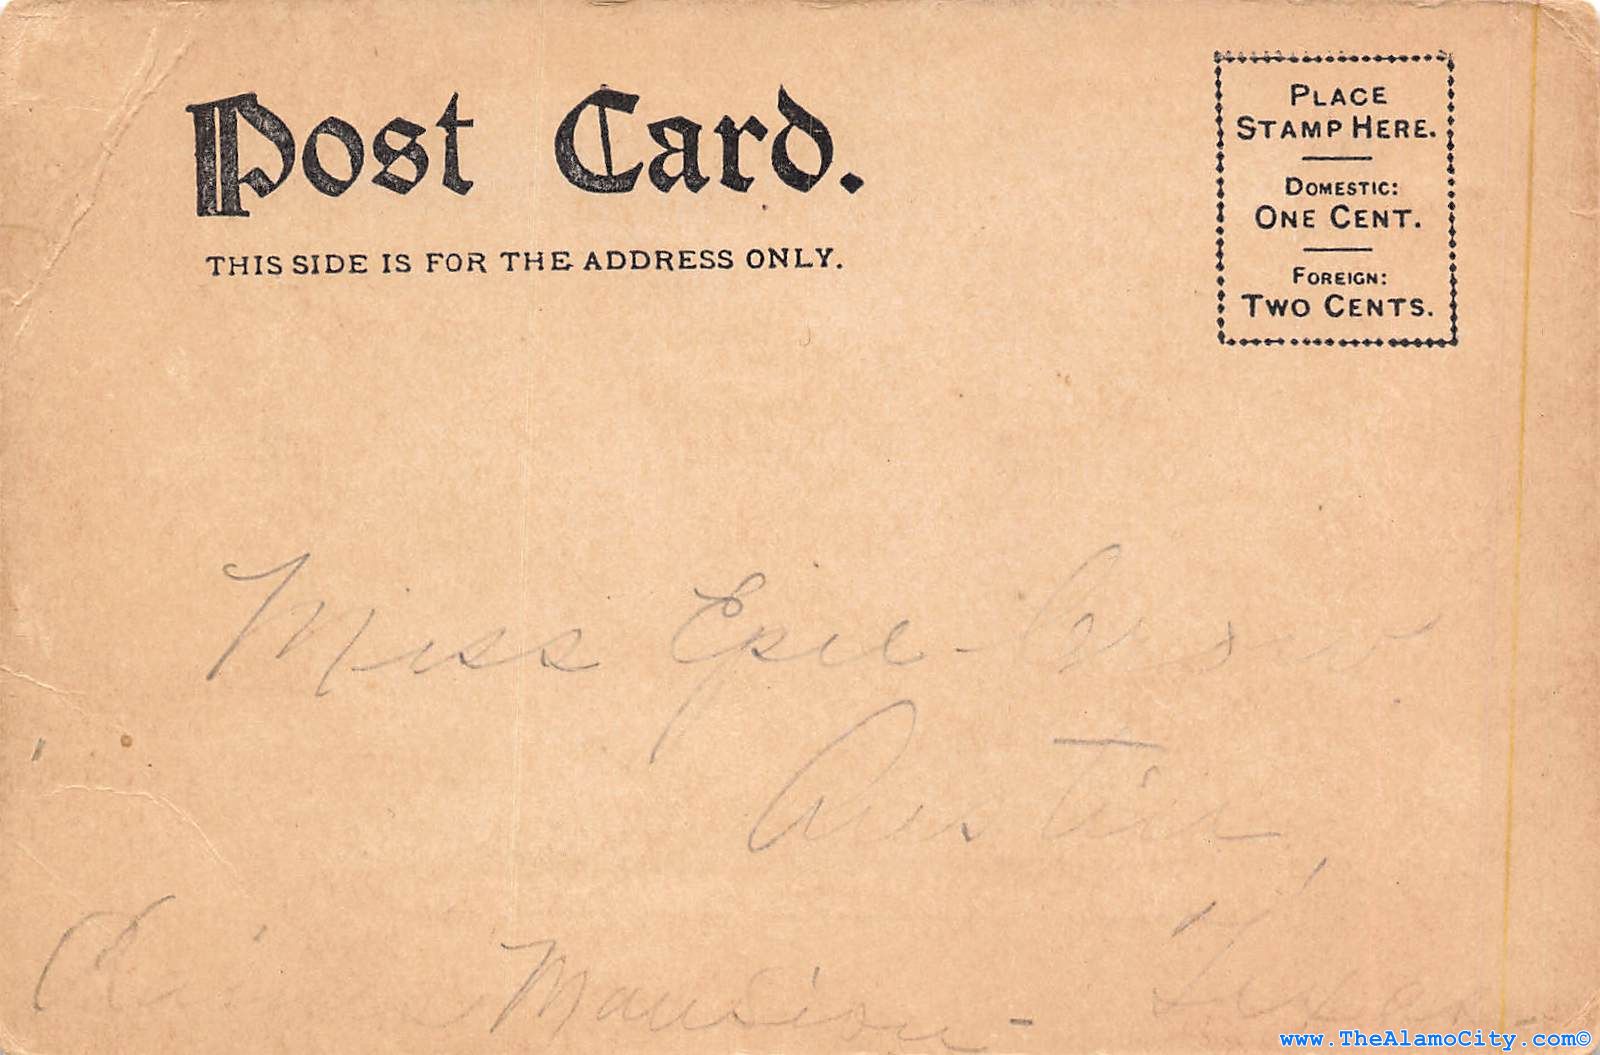 Post Card.
THIS SIDE IS FOR THE ADDRESS ONLY.
PLACE
STAMP HERE.
DOMESTIC:
ONE CENT.
FOREIGN:
TWO CENTS.
Miss
Austin,
Mansion - Texas
www.TheAlamoCity.com©